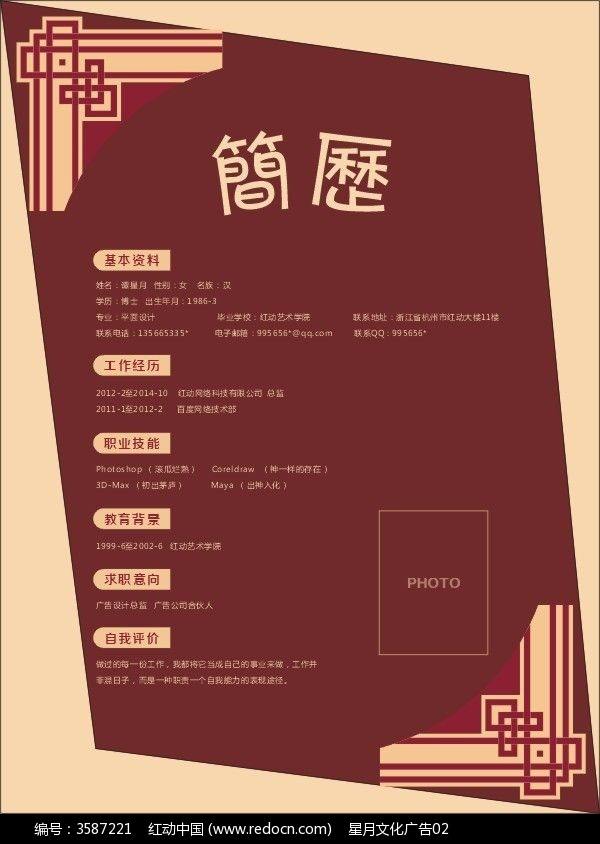 簡歷
基本资料
姓名：谭星月 性别：女 名族：汉
学历：博士 出生年月：1986-3
专业：平面设计 毕业学校：红动艺术学院 联系地址：浙江省杭州市红动大楼11楼
联系电话：135665335* 电子邮箱：995656*@qq.com 联系QQ：995656*
工作经历
2012-2至2014-10 红动网络科技有限公司 总监
2011-1至2012-2 百度网络技术部
职业技能
Photoshop（滚瓜烂熟） Coreldraw （神一样的存在）
3D-Max（初出茅庐） Maya（出神入化）
教育背景
1999-6至2002-6 红动艺术学院
求职意向
广告设计总监 广告公司合伙人
PHOTO
自我评价
做过的每一份工作，我都将它当成自己的事业来做，工作并
非混日子，而是一种职责一个自我能力的表现途径。
编号：3587221 红动中国 (www.redocn.com) 星月文化广告02